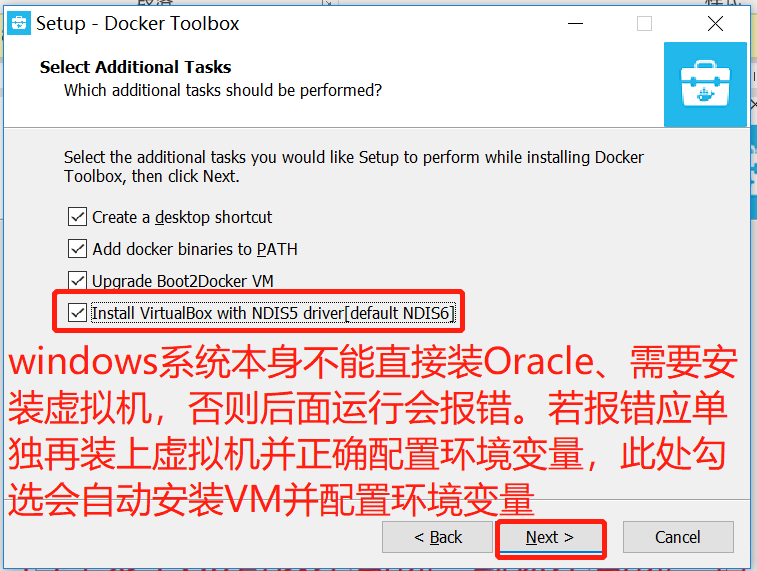 Setup - Docker Toolbox
Select Additional Tasks
Which additional tasks should be performed?
Select the additional tasks you would like Setup to perform while installing Docker
Toolbox, then click Next.
Create a desktop shortcut
Add docker binaries to PATH
Upgrade Boot2Docker VM
Install VirtualBox with NDIS5 driver[default NDIS6]
windows系统本身不能直接装Oracle、需要安
装虚拟机，否则后面运行会报错。若报错应单
独再装上虚拟机并正确配置环境变量，此处勾
选会自动安装VM并配置环境变量
< Back
Next >
Cancel